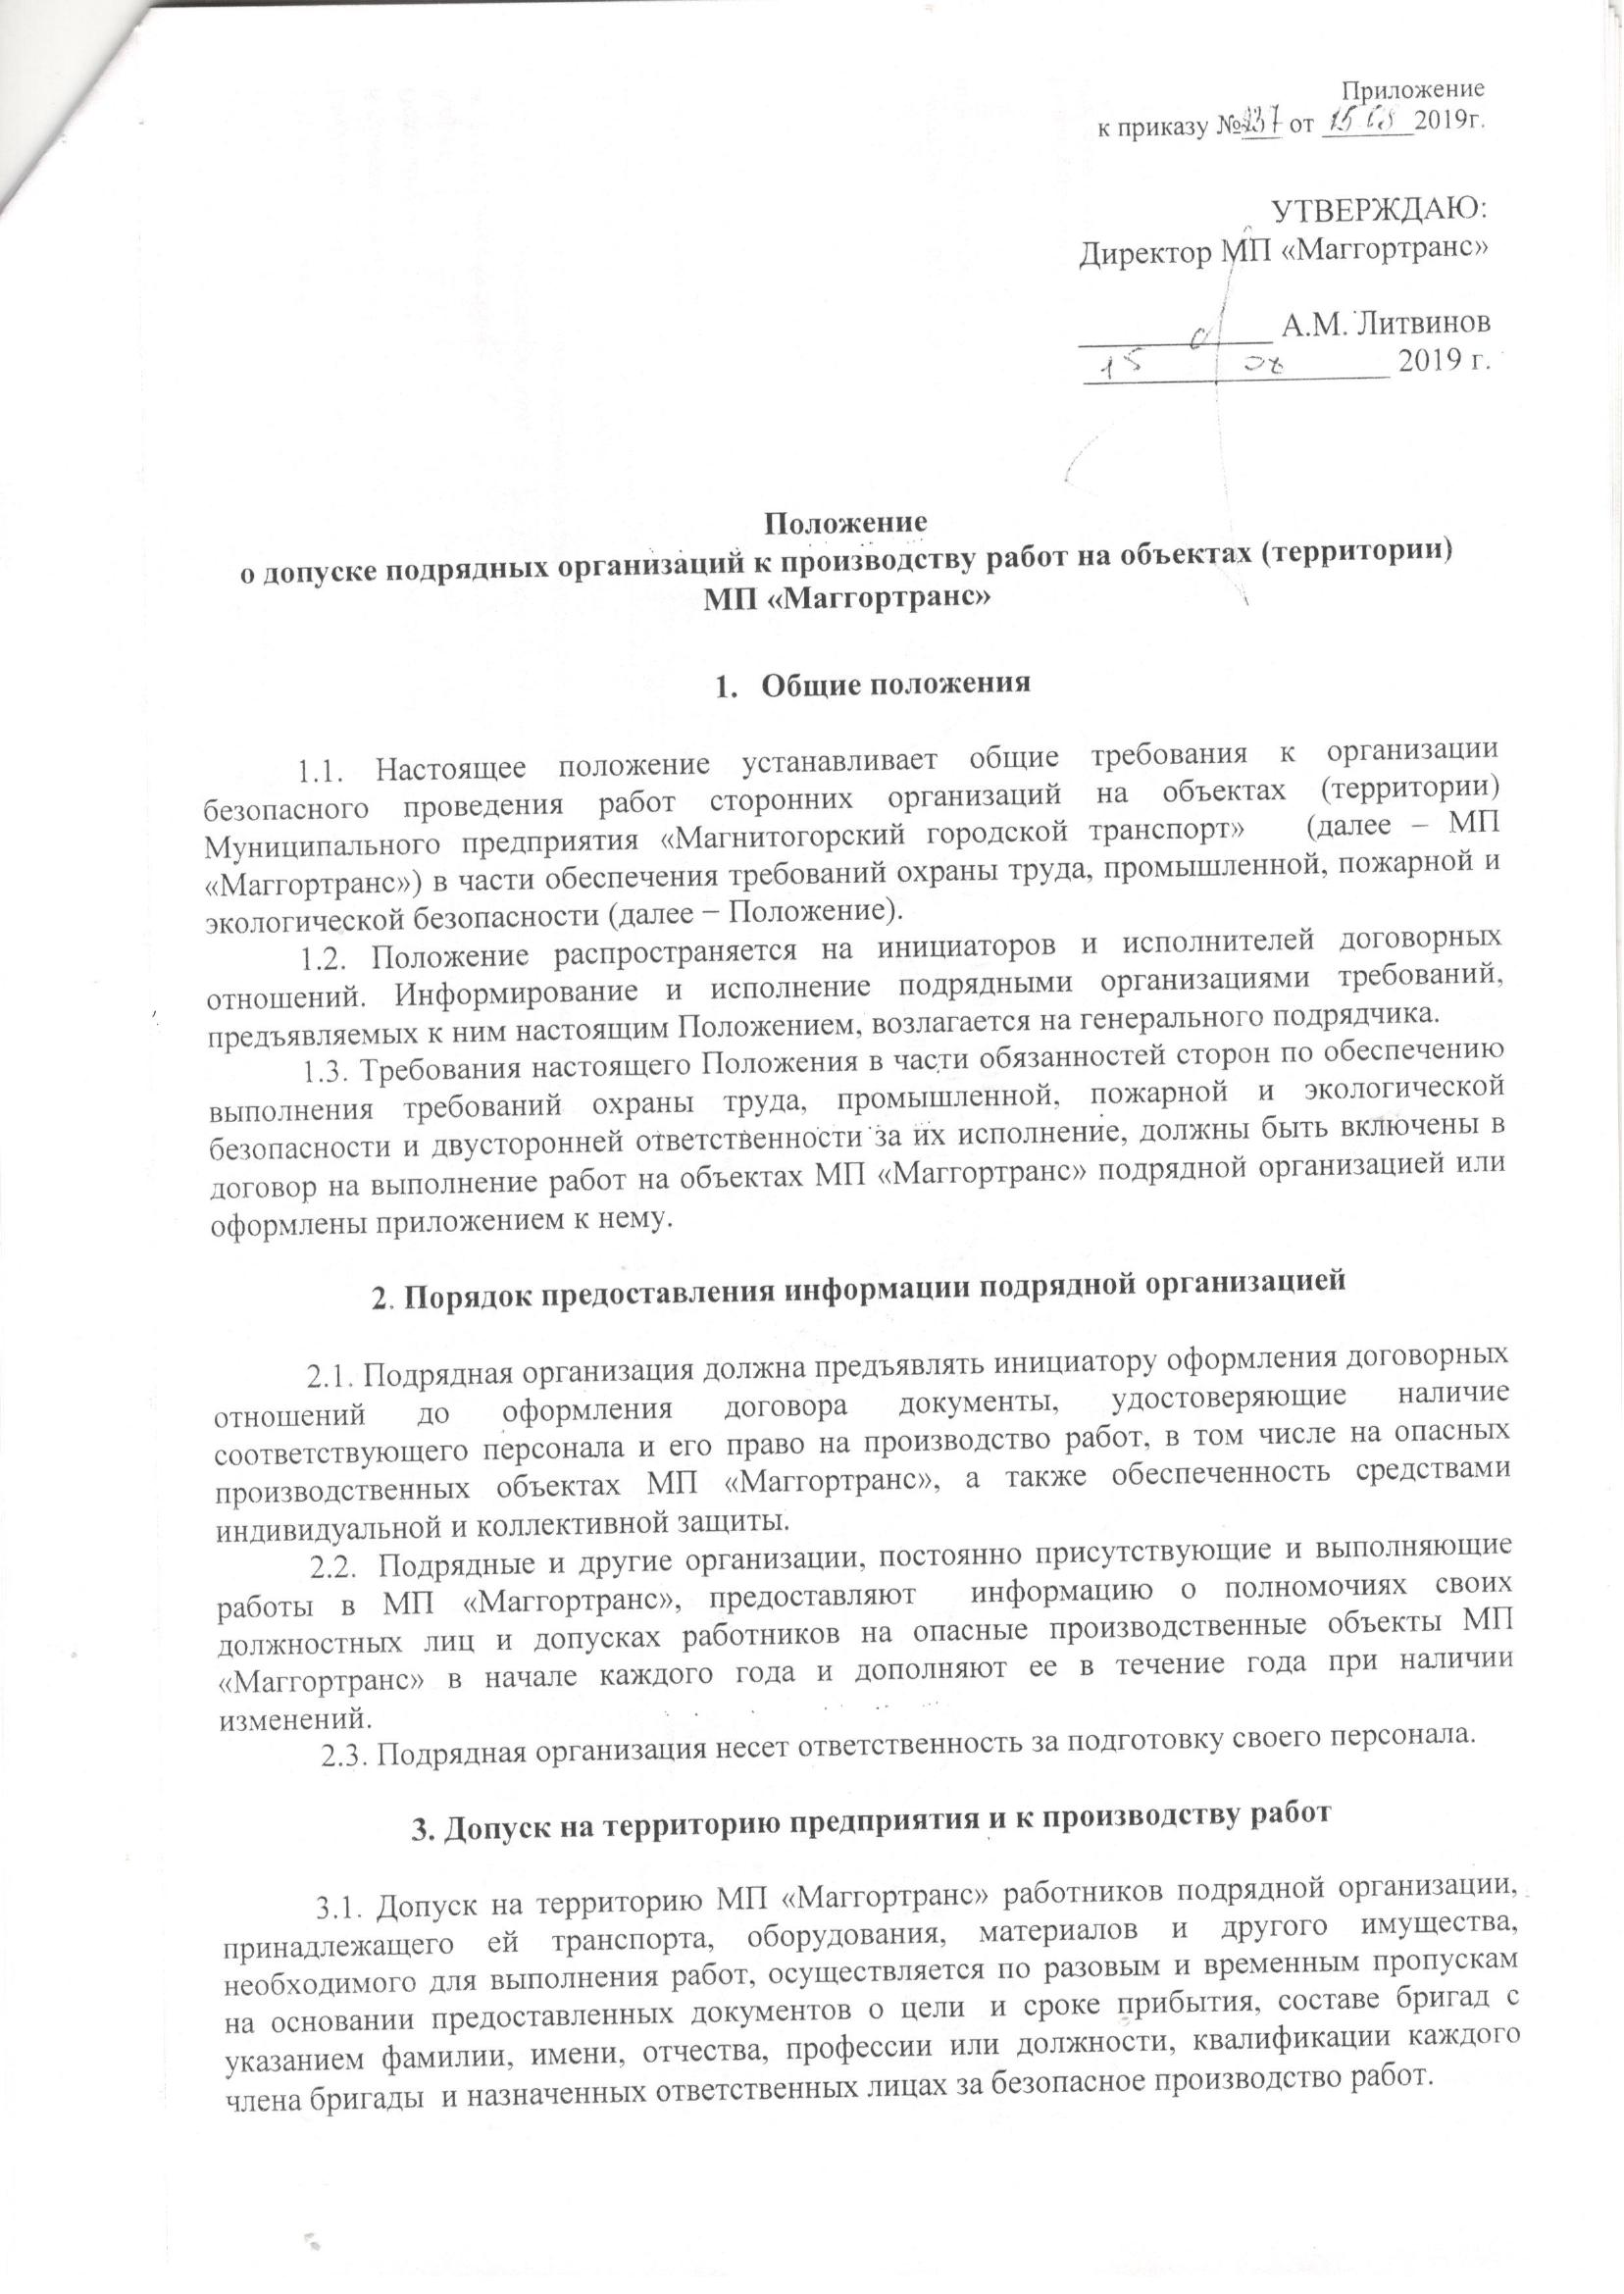 Приложение
к приказу № 237 от 15 08 2019г.
УТВЕРЖДАЮ:
Директор МП «Маггортранс»
А.М. Литвинов
15 08 2019 г.
Положение
о допуске подрядных организаций к производству работ на объектах (территории)
МП «Маггортранс»
1. Общие положения
1.1. Настоящее положение устанавливает общие требования к организации
безопасного проведения работ сторонних организаций на объектах (территории)
Муниципального предприятия «Магнитогорский городской транспорт» (далее – МП
«Маггортранс») в части обеспечения требований охраны труда, промышленной, пожарной и
экологической безопасности (далее – Положение).
1.2. Положение распространяется на инициаторов и исполнителей договорных
отношений. Информирование и исполнение подрядными организациями требований,
предъявляемых к ним настоящим Положением, возлагается на генерального подрядчика.
1.3. Требования настоящего Положения в части обязанностей сторон по обеспечению
выполнения требований охраны труда, промышленной, пожарной и экологической
безопасности и двусторонней ответственности за их исполнение, должны быть включены в
договор на выполнение работ на объектах МП «Маггортранс» подрядной организацией или
оформлены приложением к нему.
2. Порядок предоставления информации подрядной организацией
2.1. Подрядная организация должна предъявлять инициатору оформления договорных
отношений до оформления договора документы, удостоверяющие наличие
соответствующего персонала и его право на производство работ, в том числе на опасных
производственных объектах МП «Маггортранс», а также обеспеченность средствами
индивидуальной и коллективной защиты.
2.2. Подрядные и другие организации, постоянно присутствующие и выполняющие
работы в МП «Маггортранс», предоставляют информацию о полномочиях своих
должностных лиц и допусках работников на опасные производственные объекты МП
«Маггортранс» в начале каждого года и дополняют ее в течение года при наличии
изменений.
2.3. Подрядная организация несет ответственность за подготовку своего персонала.
3. Допуск на территорию предприятия и к производству работ
3.1. Допуск на территорию МП «Маггортранс» работников подрядной организации,
принадлежащего ей транспорта, оборудования, материалов и другого имущества,
необходимого для выполнения работ, осуществляется по разовым и временным пропускам
на основании предоставленных документов о цели и сроке прибытия, составе бригад с
указанием фамилии, имени, отчества, профессии или должности, квалификации каждого
члена бригады и назначенных ответственных лицах за безопасное производство работ.